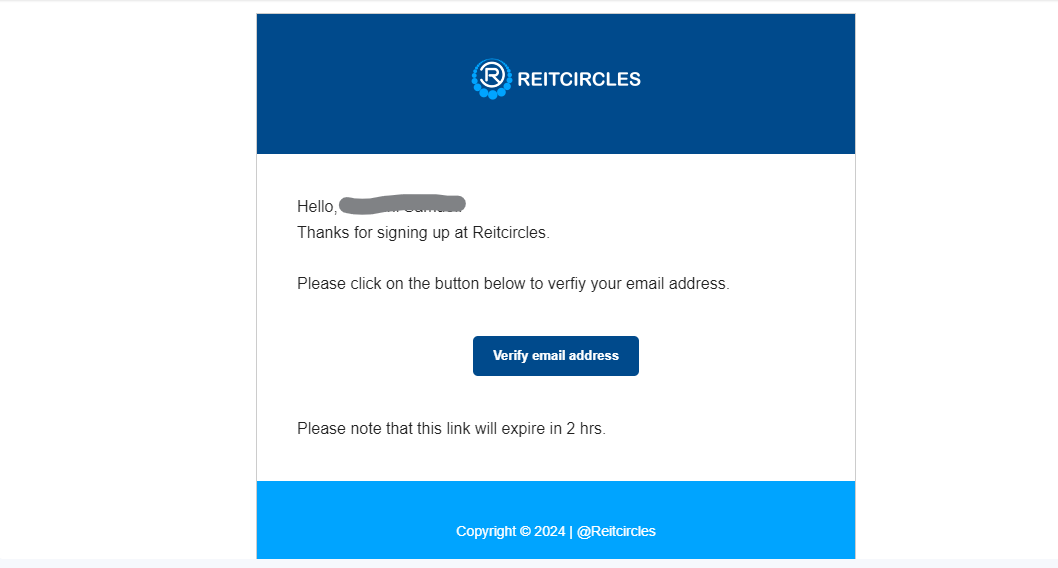 REITCIRCLES
Hello,
Thanks for signing up at Reitcircles.
Please click on the button below to verfiy your email address.
Verify email address
Please note that this link will expire in 2 hrs.
Copyright © 2024 | @Reitcircles